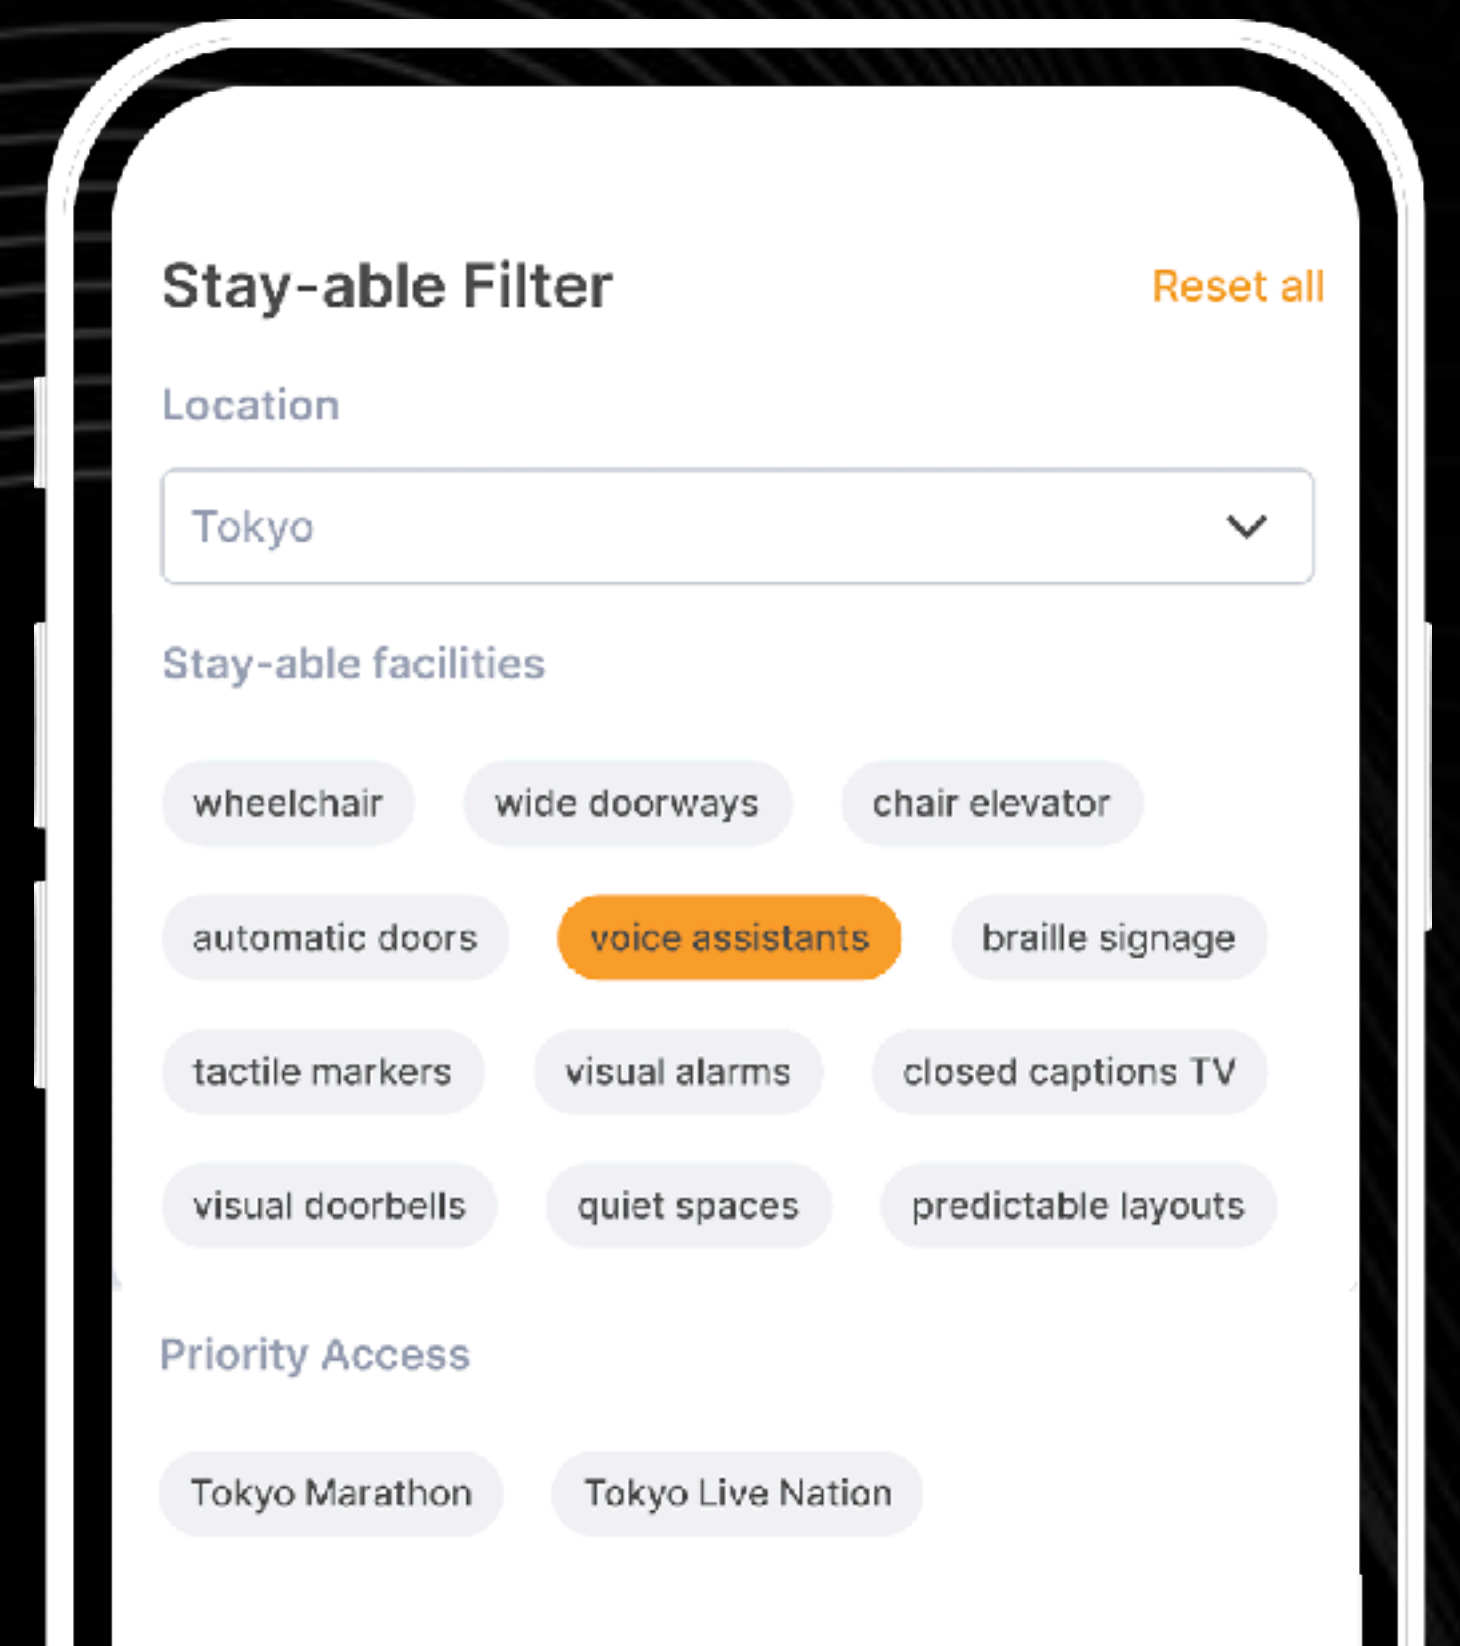 Stay-able Filter Reset all
Location
Tokyo
Stay-able facilities
wheelchair wide doorways chair elevator
automatic doors voice assistants braille signage
tactile markers visual alarms closed captions TV
visual doorbells quiet spaces predictable layouts
Priority Access
Tokyo Marathon Tokyo Live Nation